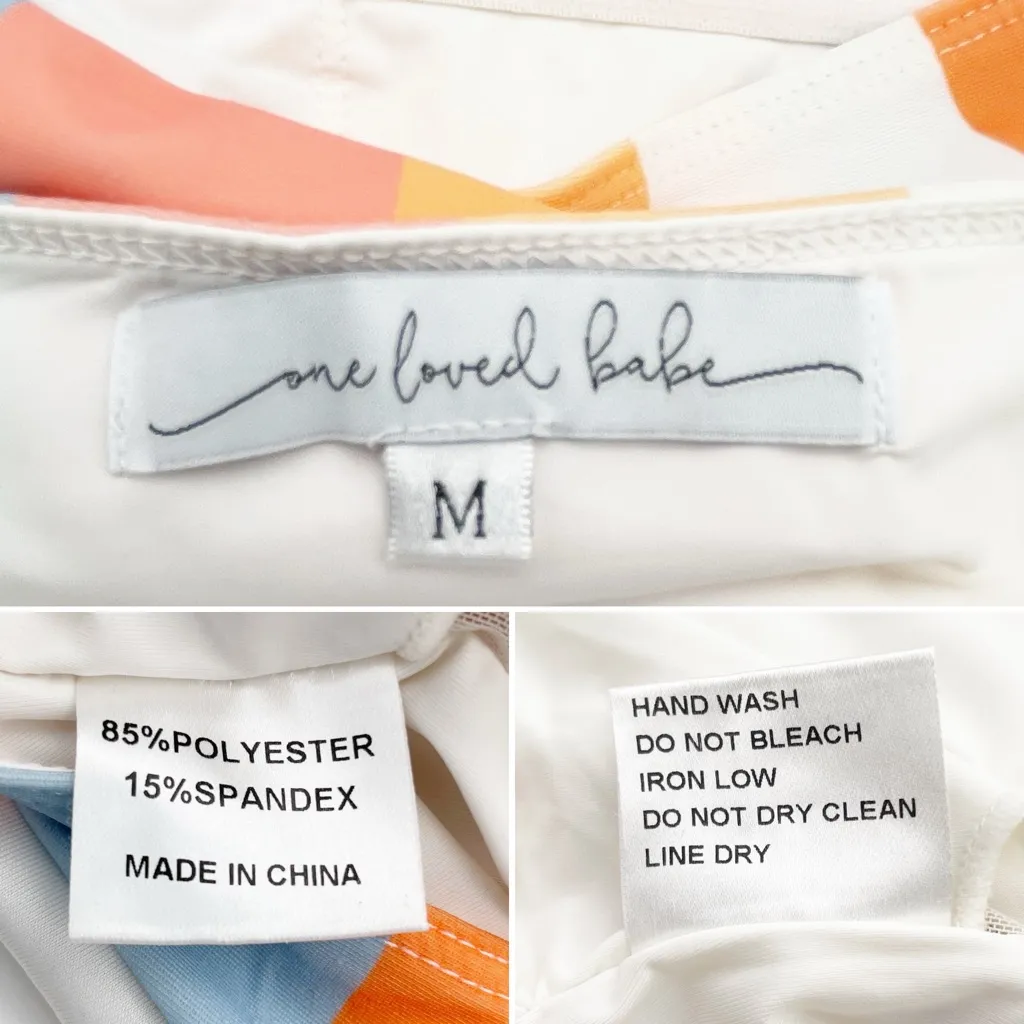 one loved babe
M
85%POLYESTER
15%SPANDEX
MADE IN CHINA
HAND WASH
DO NOT BLEACH
IRON LOW
DO NOT DRY CLEAN
LINE DRY